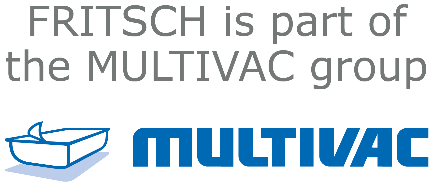 FRITSCH is part of
the MULTIVAC group
MULTIVAC